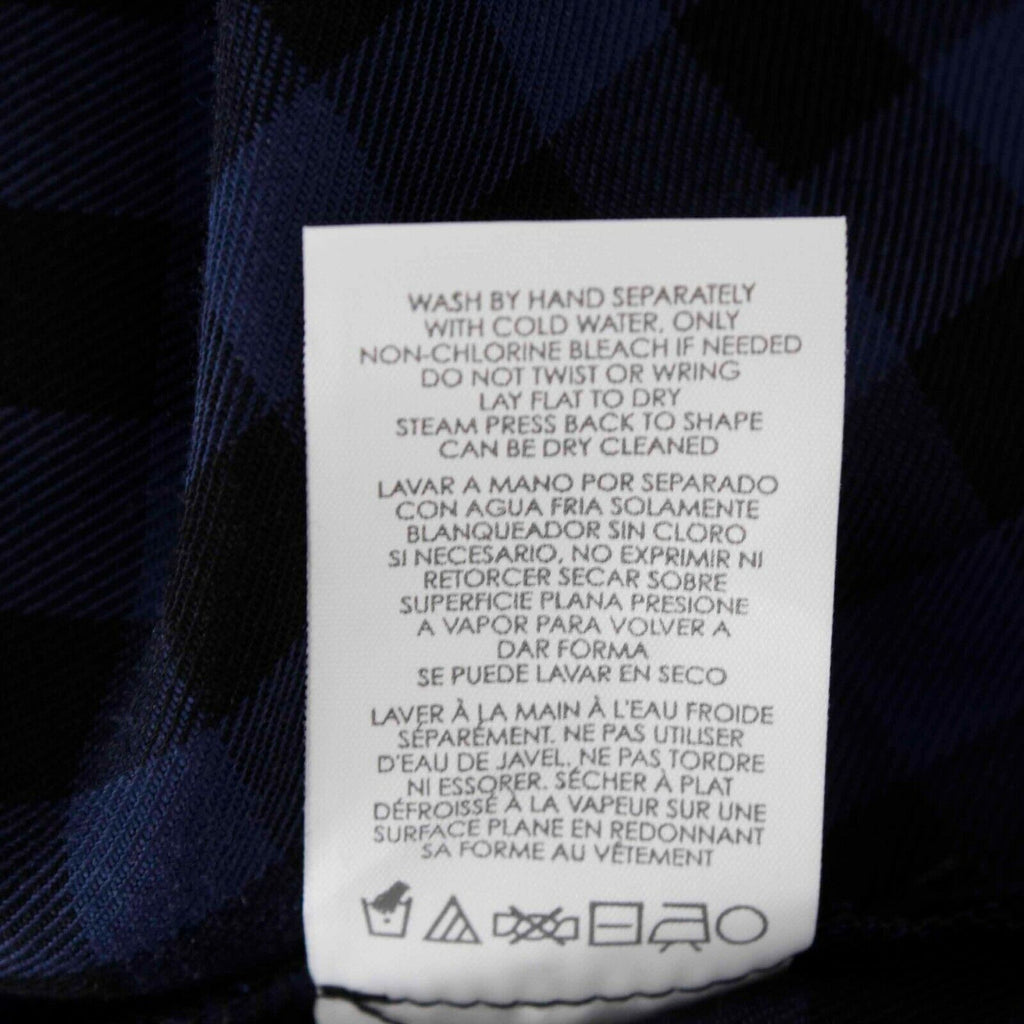 WASH BY HAND SEPARATELY
WITH COLD WATER, ONLY
NON-CHLORINE BLEACH IF NEEDED
DO NOT TWIST OR WRING
LAY FLAT TO DRY
STEAM PRESS BACK TO SHAPE
CAN BE DRY CLEANED
LAVAR A MANO POR SEPARADO
CON AGUA FRIA SOLAMENTE
BLANQUEADOR SIN CLORO
SI NECESARIO, NO EXPRIMIR NI
RETORCER SECAR SOBRE
SUPERFICIE PLANA PRESIONE
A VAPOR PARA VOLVER A
DAR FORMA
SE PUEDE LAVAR EN SECO
LAVER À LA MAIN À L'EAU FROIDE
SÉPARÉMENT. NE PAS UTILISER
D'EAU DE JAVEL. NE PAS TORDRE
NI ESSORER. SÉCHER À PLAT
DÉFROISSÉ À LA VAPEUR SUR UNE
SURFACE PLANE EN REDONNANT
SA FORME AU VÊTEMENT